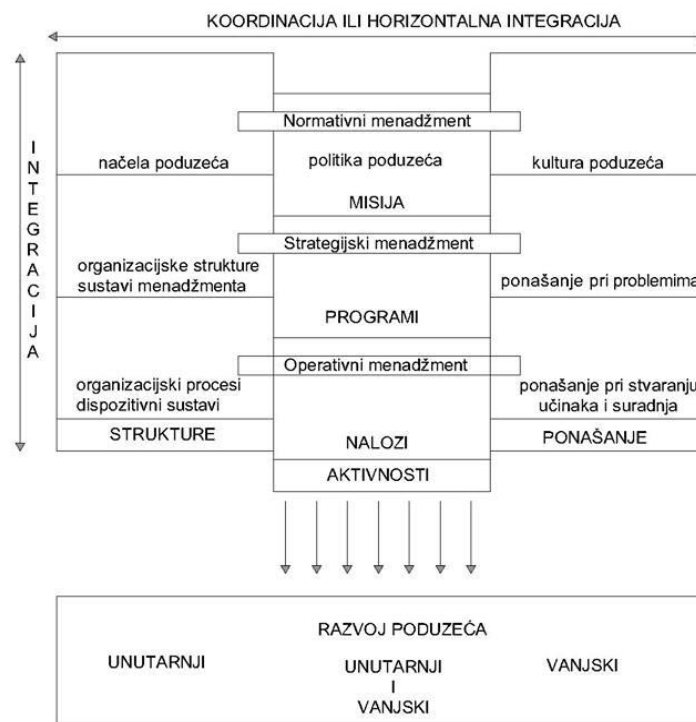 KOORDINACIJA ILI HORIZONTALNA INTEGRACIJA
INTEGRACIJA
Normativni menadžment
načela poduzeća
politika poduzeća
kultura poduzeća
MISIJA
Strategijski menadžment
organizacijske strukture
sustavi menadžmenta
ponašanje pri problemima
PROGRAMI
Operativni menadžment
organizacijski procesi
dispozitivni sustavi
ponašanje pri stvaranju
učinaka i suradnja
STRUKTURE
NALOZI
PONAŠANJE
AKTIVNOSTI
RAZVOJ PODUZEĆA
UNUTARNJI
UNUTARNJI
I
VANJSKI
VANJSKI